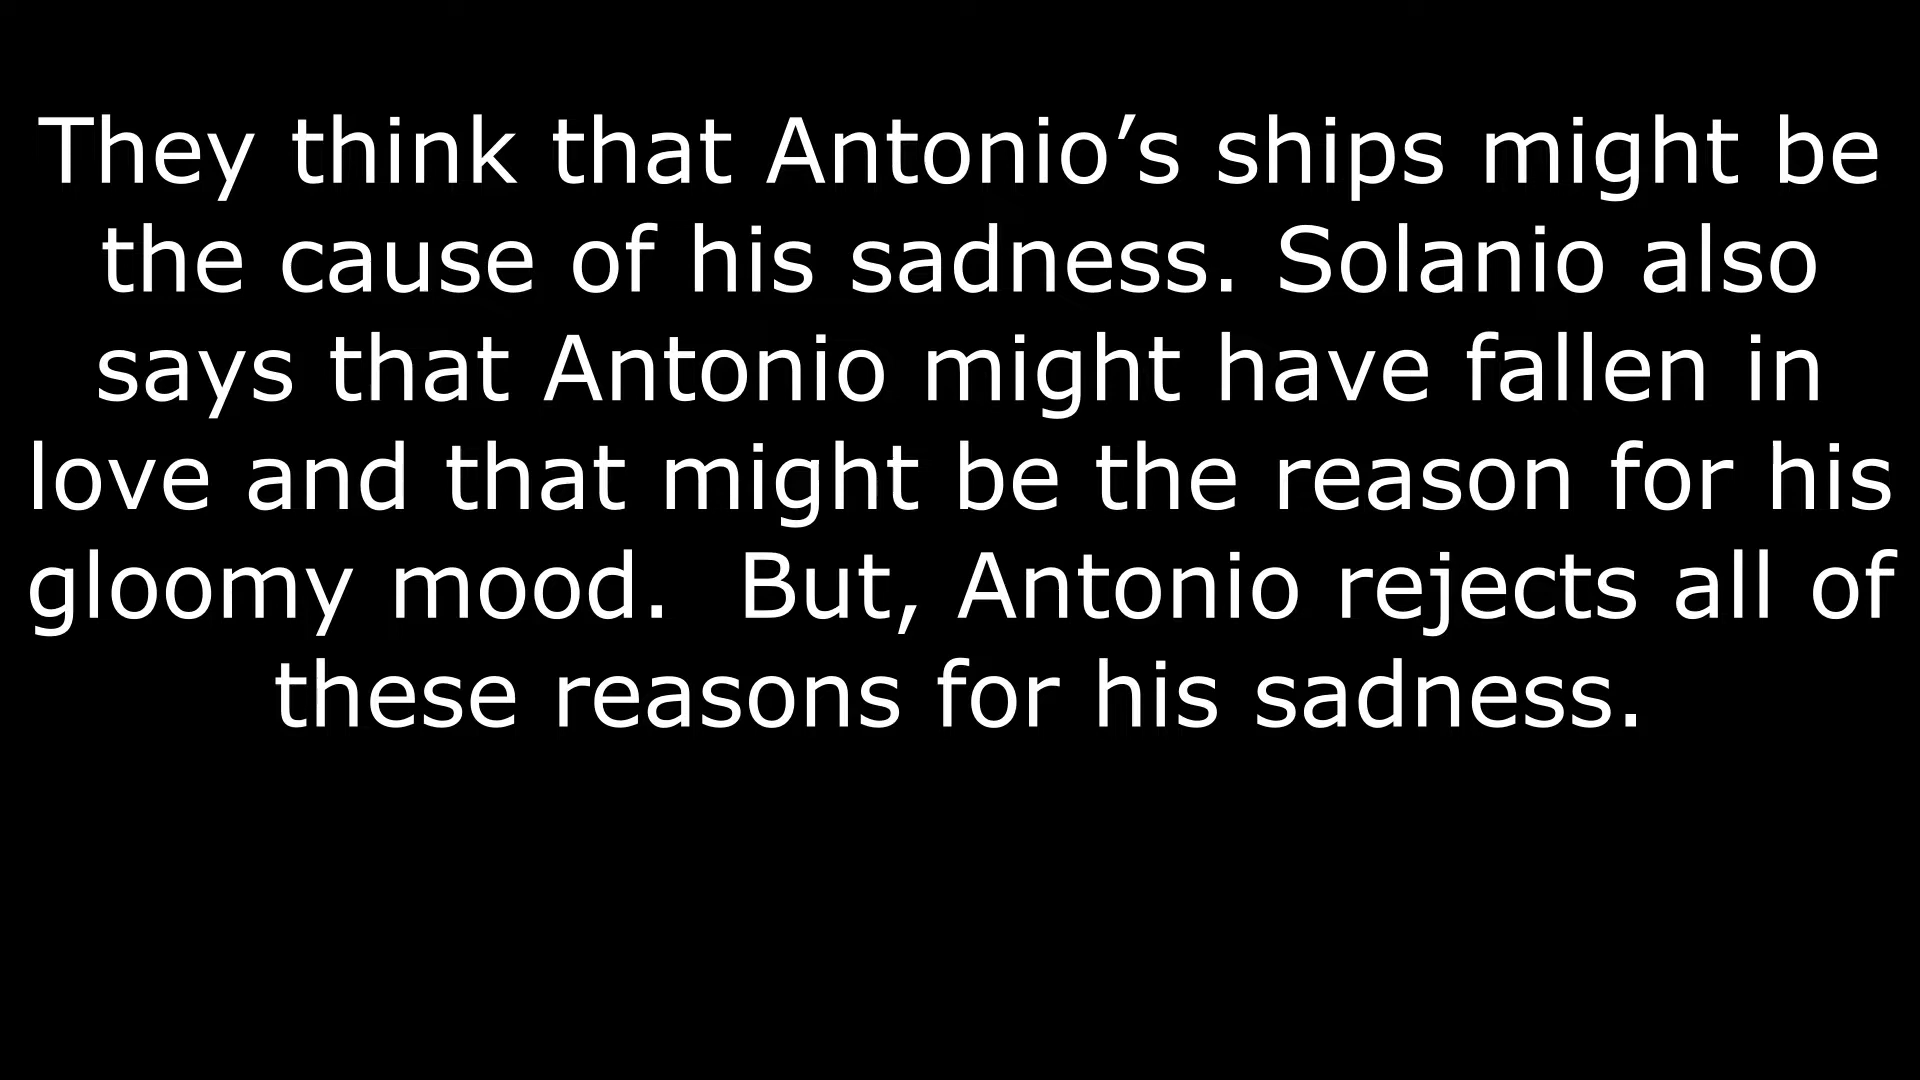 They think that Antonio’s ships might be
the cause of his sadness. Solanio also
says that Antonio might have fallen in
love and that might be the reason for his
gloomy mood.  But, Antonio rejects all of
these reasons for his sadness.